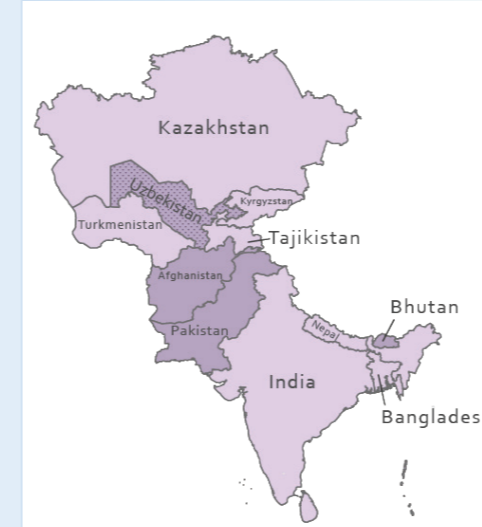 Kazakhstan
Uzbekistan
Kyrgyzstan
Turkmenistan
Tajikistan
Afghanistan
Bhutan
Nepal
Pakistan
India
Banglades